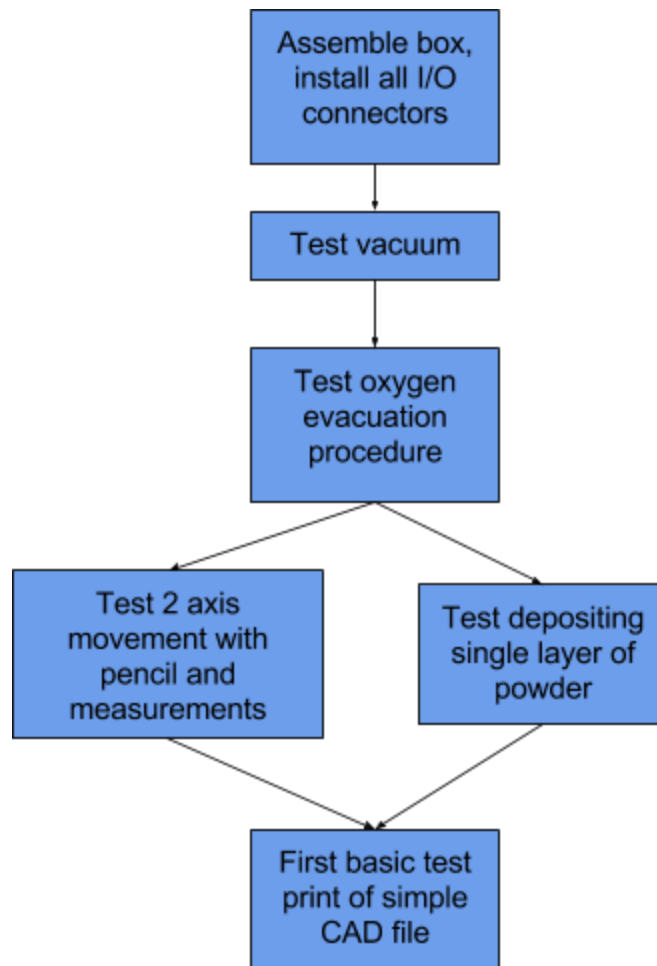 Assemble box,
install all I/O
connectors
Test vacuum
Test oxygen
evacuation
procedure
Test 2 axis
movement with
pencil and
measurements
Test depositing
single layer of
powder
First basic test
print of simple
CAD file